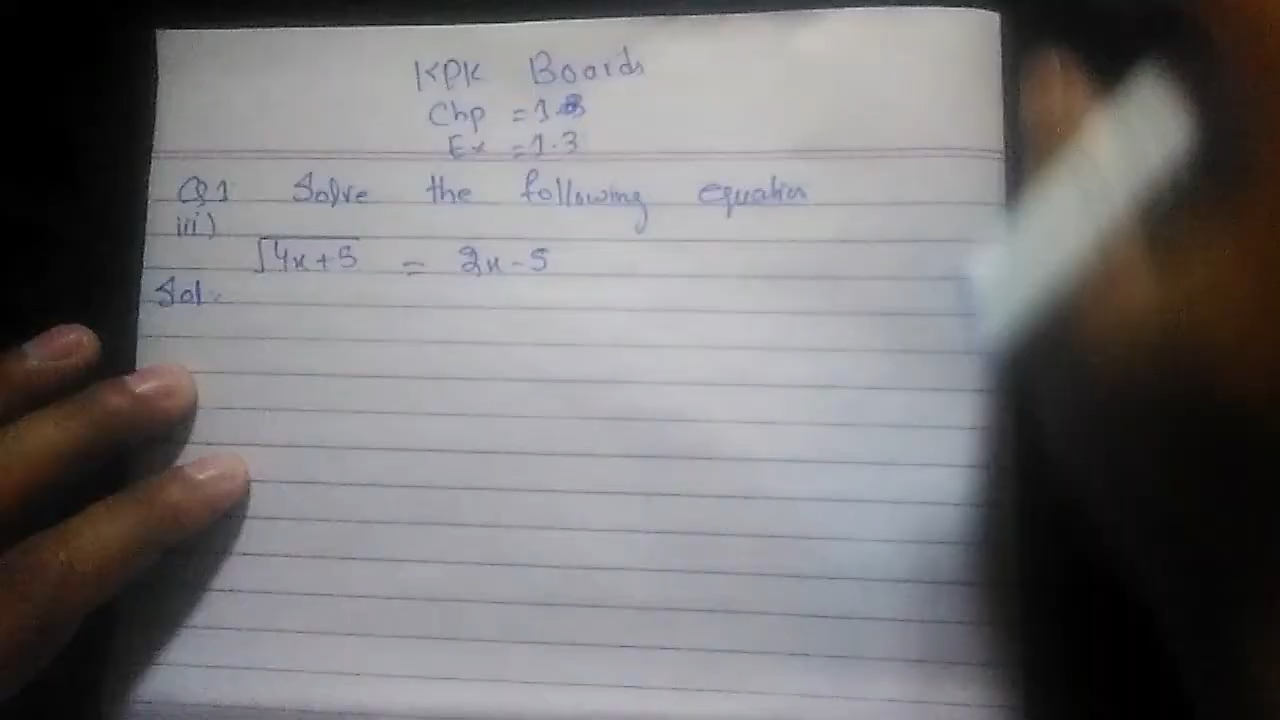 KPK Boards
Chp = 1
Ex = 1.3
Q1 Solve the following equation
iii)
√4x+5 = 2x-5
Sol: